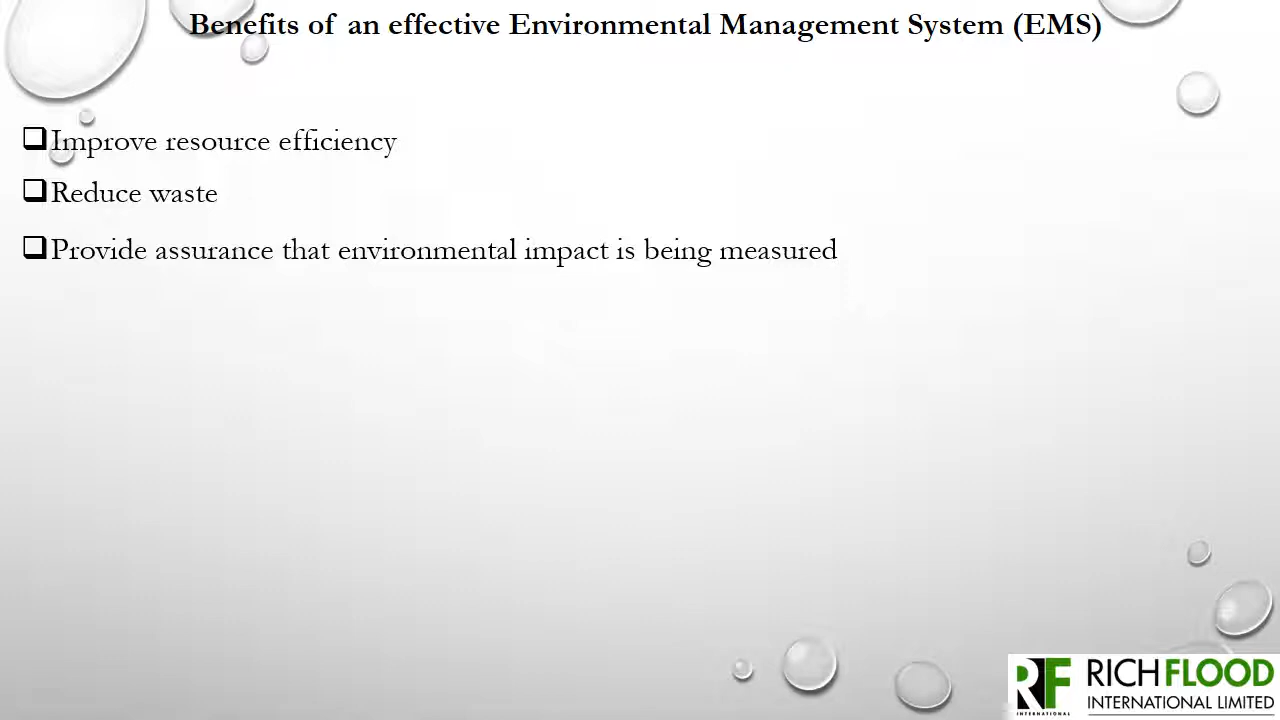 Benefits of an effective Environmental Management System (EMS)
Improve resource efficiency
Reduce waste
Provide assurance that environmental impact is being measured
RF
INTERNATIONAL
RICHFLOOD
INTERNATIONAL LIMITED